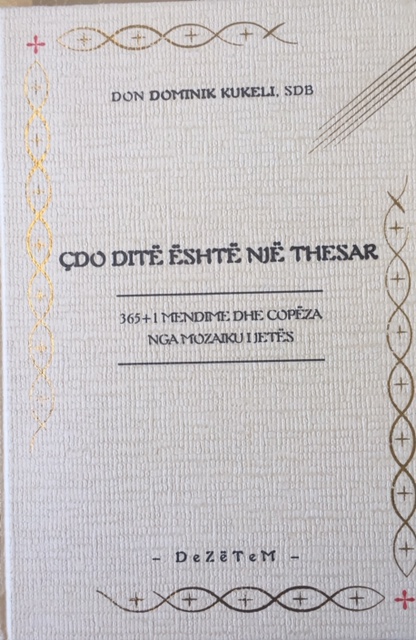 DON DOMINIK KUKELI, SDB
ÇDO DITË ËSHTË NJË THESAR
365+1 MENDIME DHE COPËZA
NGA MOZAIKU I JETËS
– DeZëTeM –